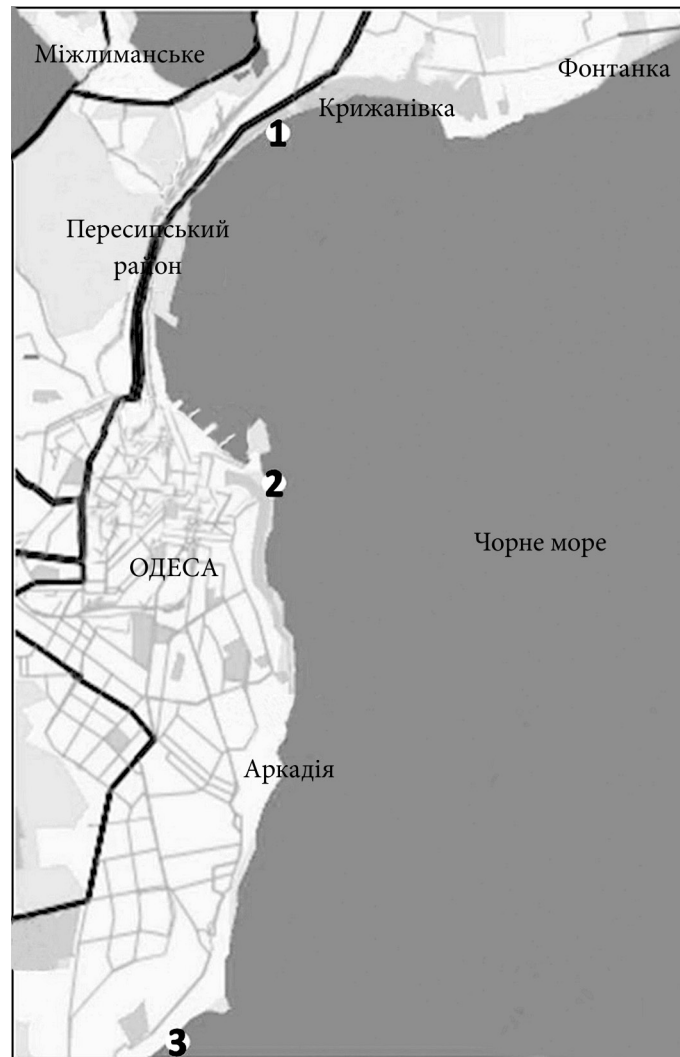 Міжлиманське
Фонтанка
Крижанівка
1
Пересипський
район
2
Чорне море
ОДЕСА
Аркадія
3